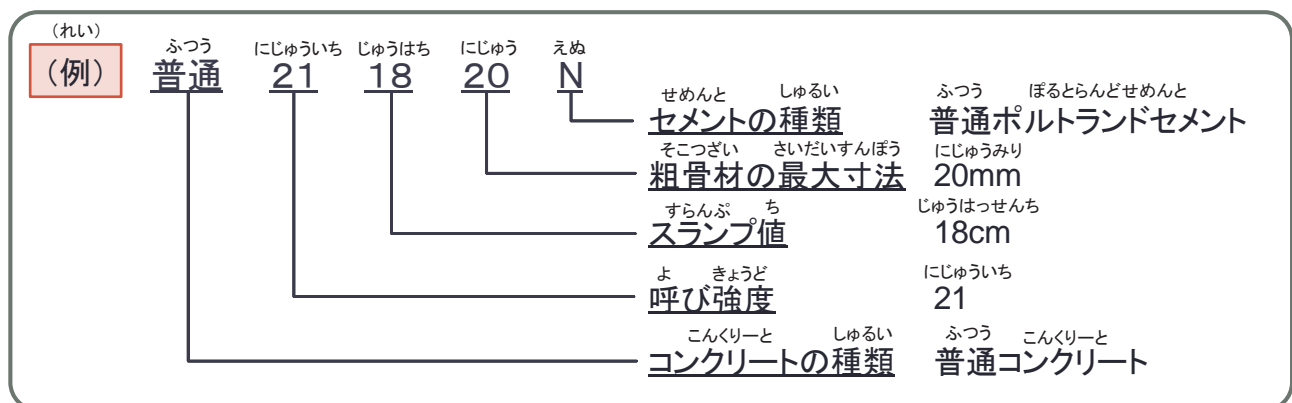 (れい)
(例)
ふつう にじゅういち じゅうはち にじゅう えぬ
普通 21 18 20 N
せめんと しゅるい ふつう ぽるとらんどせめんと
セメントの種類 普通ポルトランドセメント
そこつざい さいだいすんぽう にじゅうみり
粗骨材の最大寸法 20mm
すらんぷ ち じゅうはっせんち
スランプ値 18cm
よ きょうど にじゅういち
呼び強度 21
こんくりーと しゅるい ふつう こんくりーと
コンクリートの種類 普通コンクリート